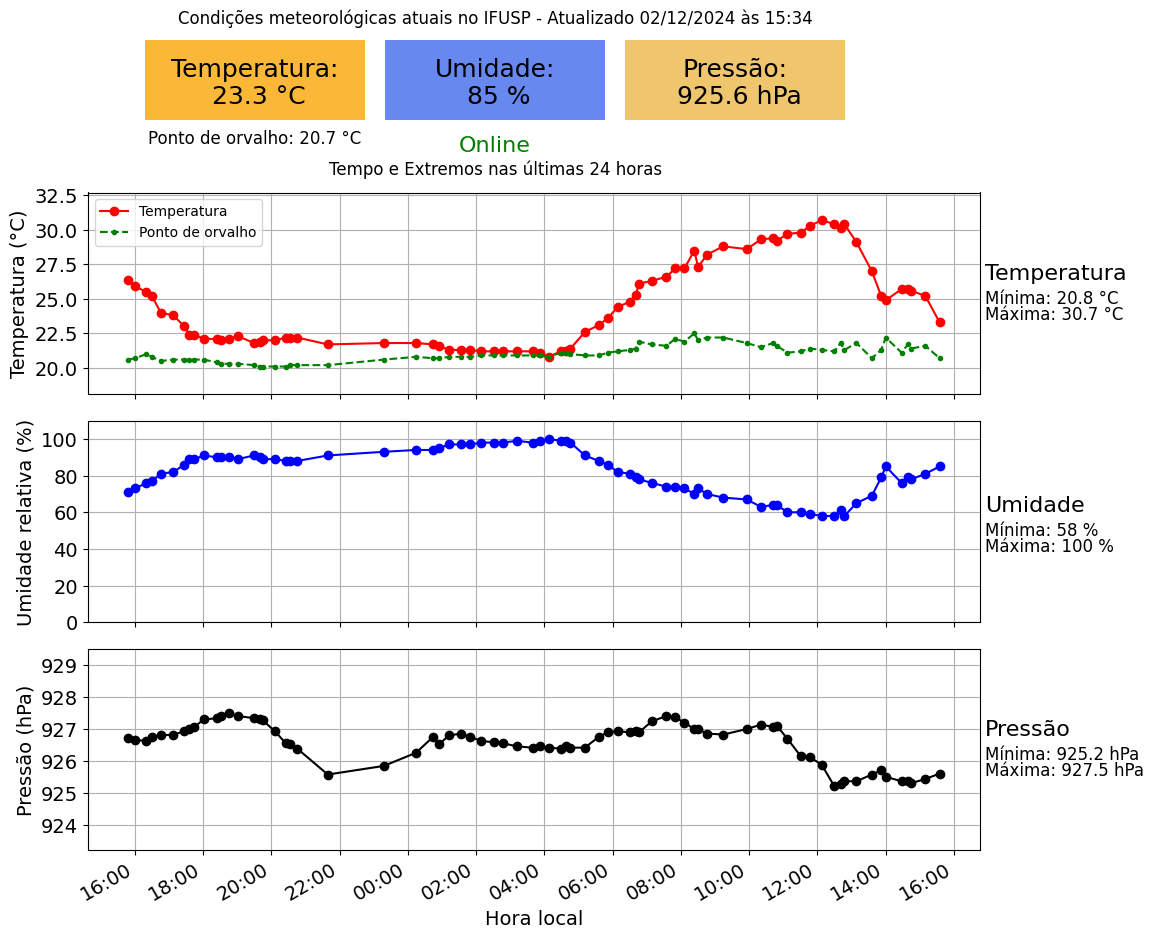 Condições meteorológicas atuais no IFUSP - Atualizado 02/12/2024 às 15:34
Temperatura:
23.3 °C
Umidade:
85 %
Pressão:
925.6 hPa
Ponto de orvalho: 20.7 °C
Online
Tempo e Extremos nas últimas 24 horas
Temperatura (°C)
32.5
30.0
27.5
25.0
22.5
20.0
Temperatura
Ponto de orvalho
Temperatura
Mínima: 20.8 °C
Máxima: 30.7 °C
Umidade relativa (%)
100
80
60
40
20
0
Umidade
Mínima: 58 %
Máxima: 100 %
Pressão (hPa)
929
928
927
926
925
924
Pressão
Mínima: 925.2 hPa
Máxima: 927.5 hPa
16:00 18:00 20:00 22:00 00:00 02:00 04:00 06:00 08:00 10:00 12:00 14:00 16:00
Hora local